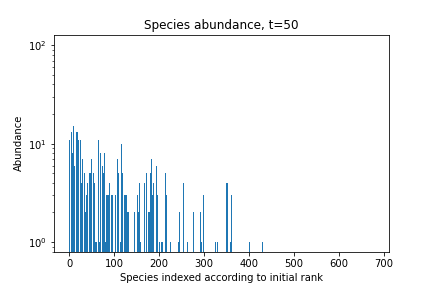 Species abundance, t=50
Abundance
10²
10¹
10⁰
0 100 200 300 400 500 600 700
Species indexed according to initial rank